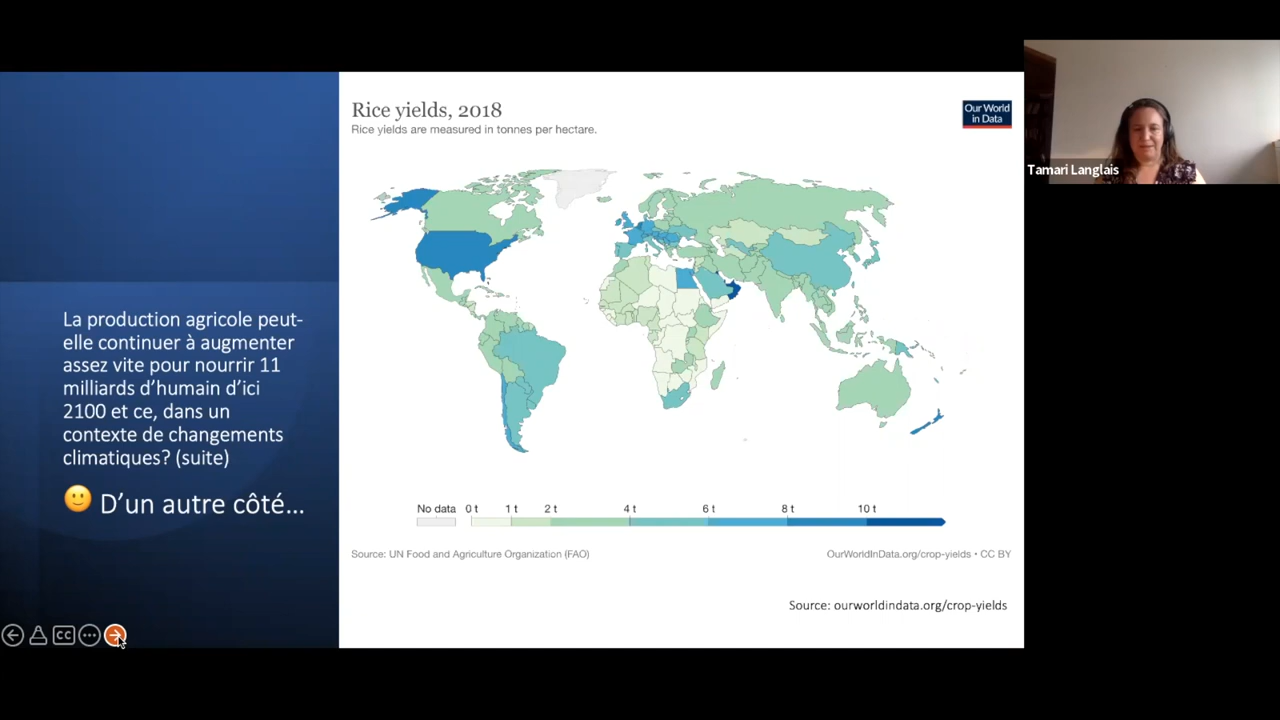 Rice yields, 2018
Rice yields are measured in tonnes per hectare.
Our World
in Data
Tamari Langlais
La production agricole peut-
elle continuer à augmenter
assez vite pour nourrir 11
milliards d’humain d’ici
2100 et ce, dans un
contexte de changements
climatiques? (suite)
D’un autre côté…
No data 0 t 1 t 2 t 4 t 6 t 8 t 10 t
Source: UN Food and Agriculture Organization (FAO)
OurWorldInData.org/crop-yields • CC BY
Source: ourworldindata.org/crop-yields
CC